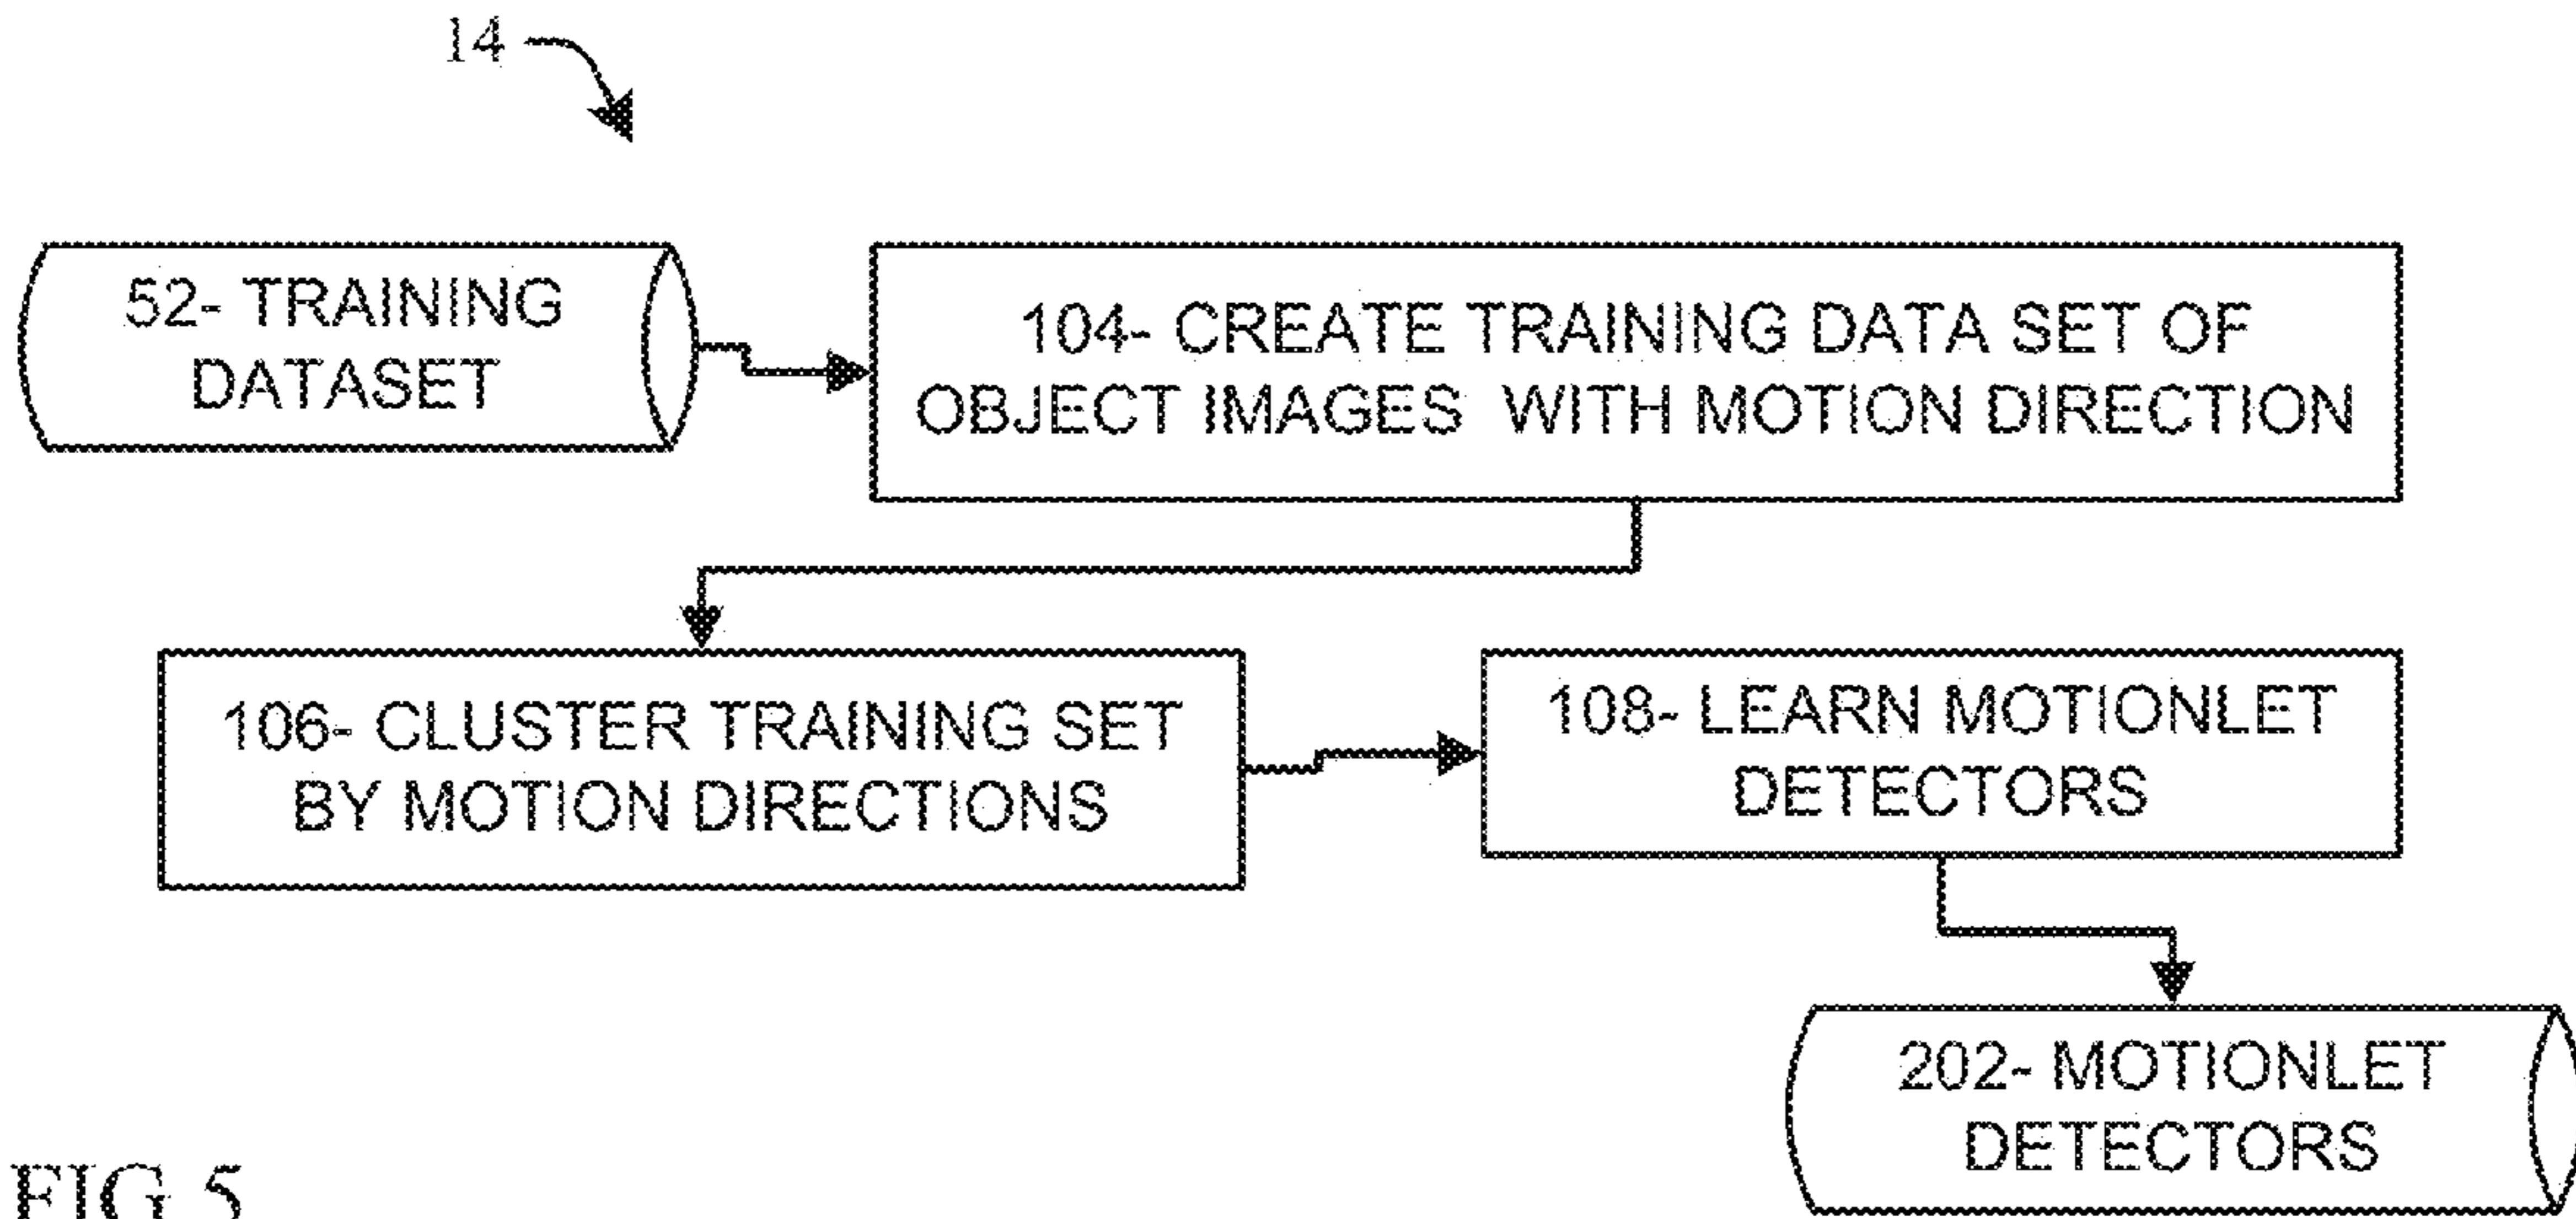 14
52- TRAINING
DATASET
104- CREATE TRAINING DATA SET OF
OBJECT IMAGES WITH MOTION DIRECTION
106- CLUSTER TRAINING SET
BY MOTION DIRECTIONS
108- LEARN MOTIONLET
DETECTORS
202- MOTIONLET
DETECTORS
FIG 5